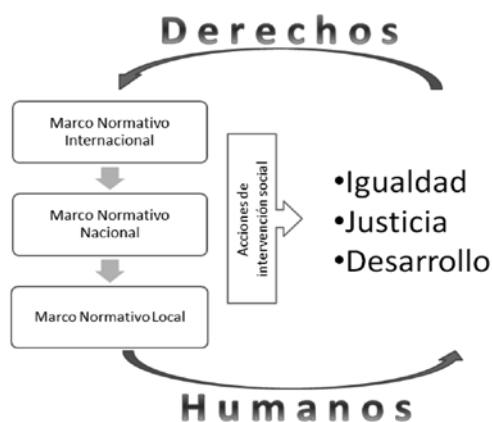 Derechos
Marco Normativo
Internacional
Marco Normativo
Nacional
Marco Normativo Local
Acciones de
intervención social
•Igualdad
•Justicia
•Desarrollo
Humanos